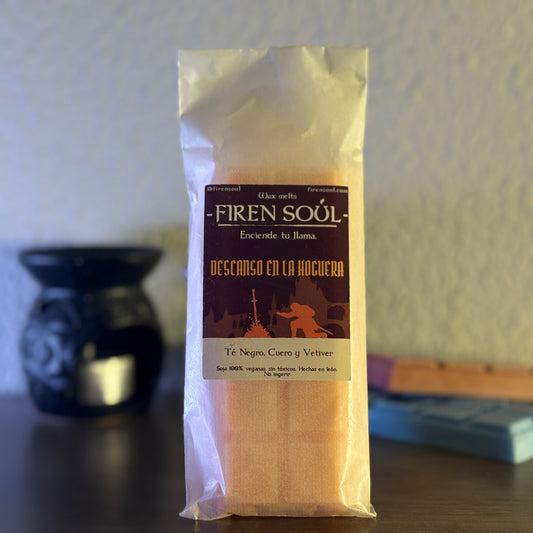 @firensoul firensoul.com
Wax melts
-FIREN SOÚL-
Enciende tu llama.
DESCANSO EN LA HOGUERA
Té Negro, Cuero y Vetiver
Soja 100%, veganas, sin tóxicos. Hechas en león.
No ingerir